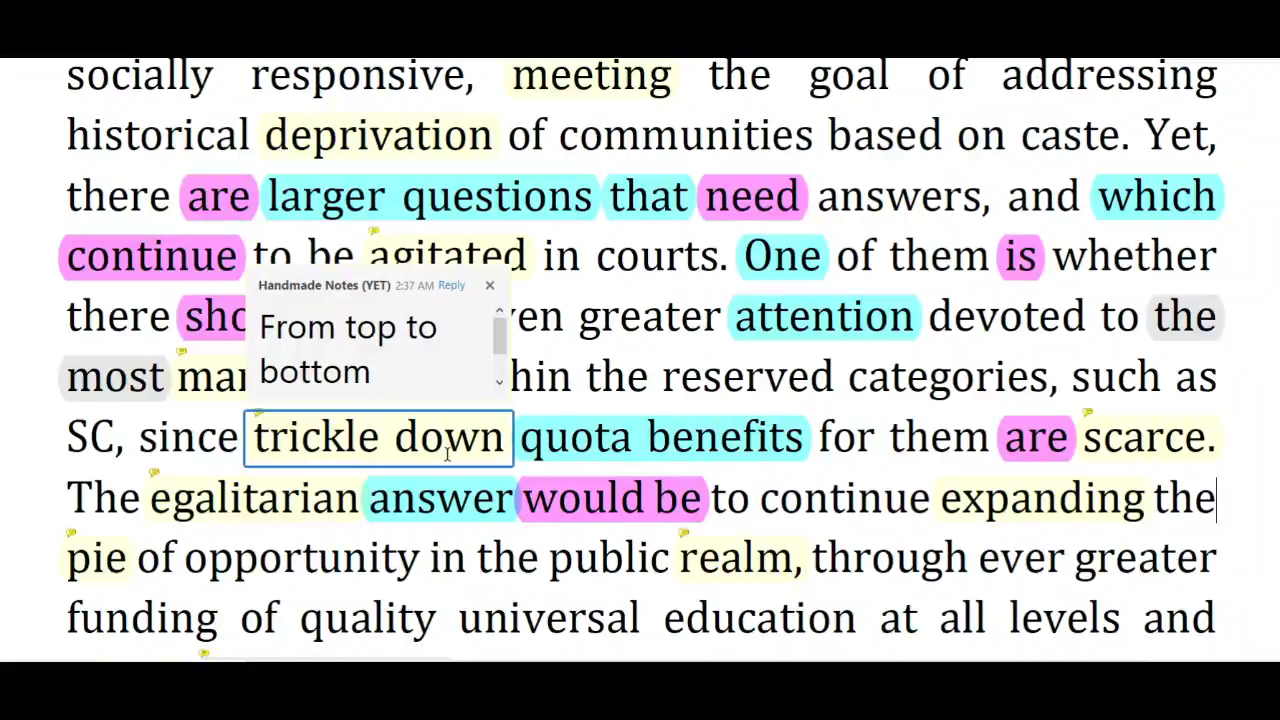 socially responsive, meeting the goal of addressing
historical deprivation of communities based on caste. Yet,
there are larger questions that need answers, and which
continue to be agitated in courts. One of them is whether
Handmade Notes (YET) 2:37 AM Reply
there greater attention devoted to the
From top to
bottom
most the reserved categories, such as
SC, since trickle down quota benefits for them are scarce.
The egalitarian answer would be to continue expanding the
pie of opportunity in the public realm, through ever greater
funding of quality universal education at all levels and